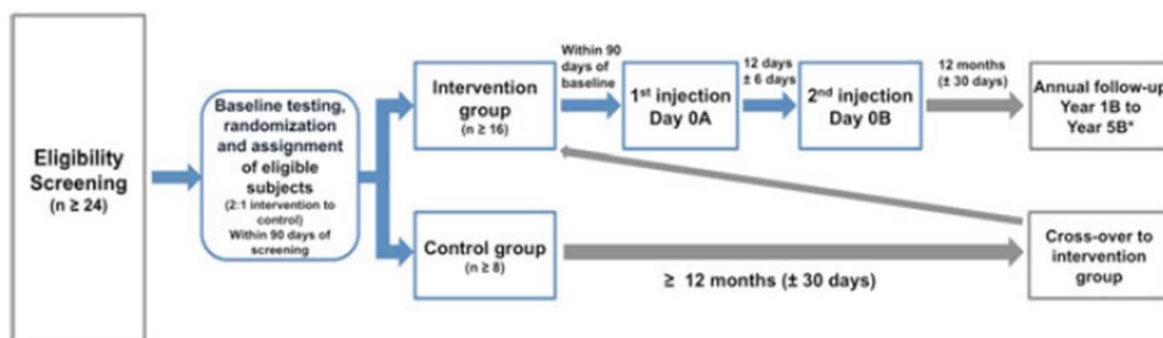 Eligibility
Screening
(n ≥ 24)
Baseline testing,
randomization
and assignment
of eligible
subjects
(2:1 intervention to
control)
Within 90 days of
screening
Intervention
group
(n ≥ 16)
Within 90
days of
baseline
1st injection
Day 0A
12 days
± 6 days
2nd injection
Day 0B
12 months
(± 30 days)
Annual follow-up
Year 1B to
Year 5B*
Control group
(n ≥ 8)
≥ 12 months (± 30 days)
Cross-over to
intervention
group